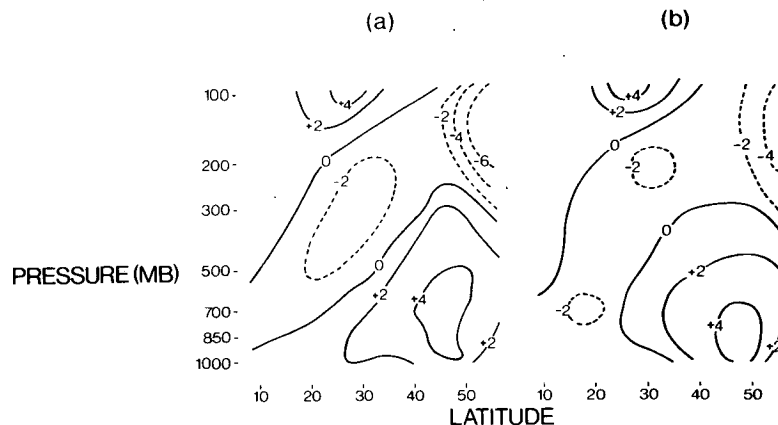 (a) (b)
100 +4 +2 -2 -4 -6 +4 +2 -2 -4
200 0 -2 0 -2
300
PRESSURE (MB)
500 0 0 +2
700 +2 +4 -2 +4
850 +2 +2
1000
10 20 30 40 50 10 20 30 40 50
LATITUDE